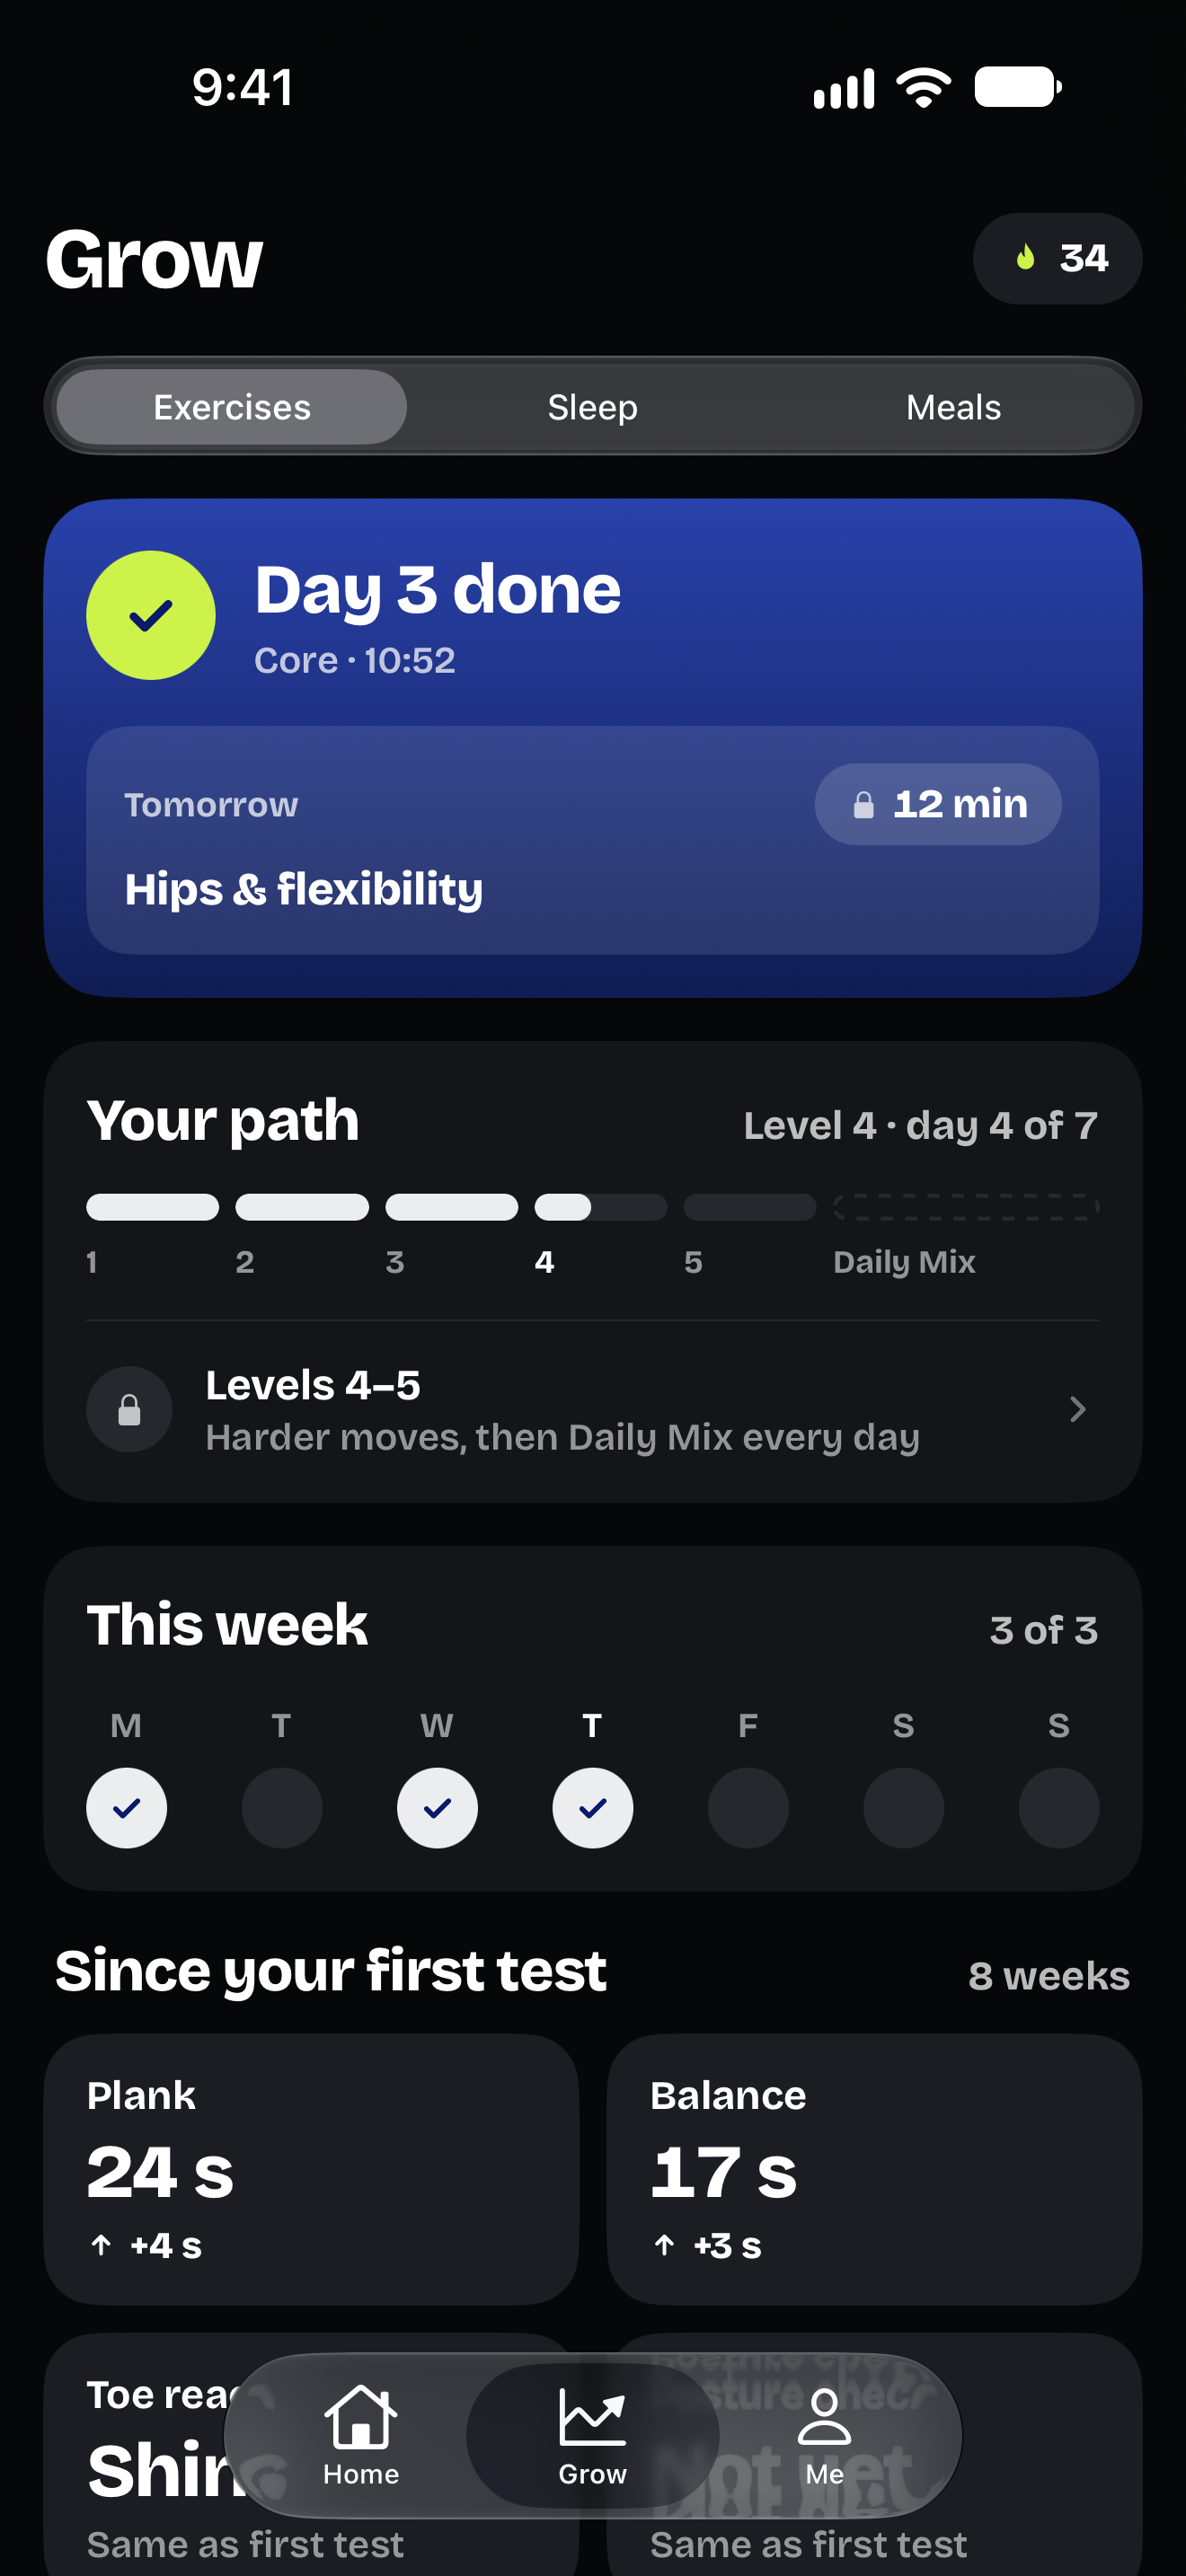 9:41
Grow
34
Exercises Sleep Meals
Day 3 done
Core · 10:52
Tomorrow
12 min
Hips & flexibility
Your path
Level 4 · day 4 of 7
1 2 3 4 5 Daily Mix
Levels 4–5
Harder moves, then Daily Mix every day
This week
3 of 3
M T W T F S S
Since your first test
8 weeks
Plank
24 s
+4 s
Balance
17 s
+3 s
Toe
Not yet
Home Grow Me
Same as first test
Same as first test